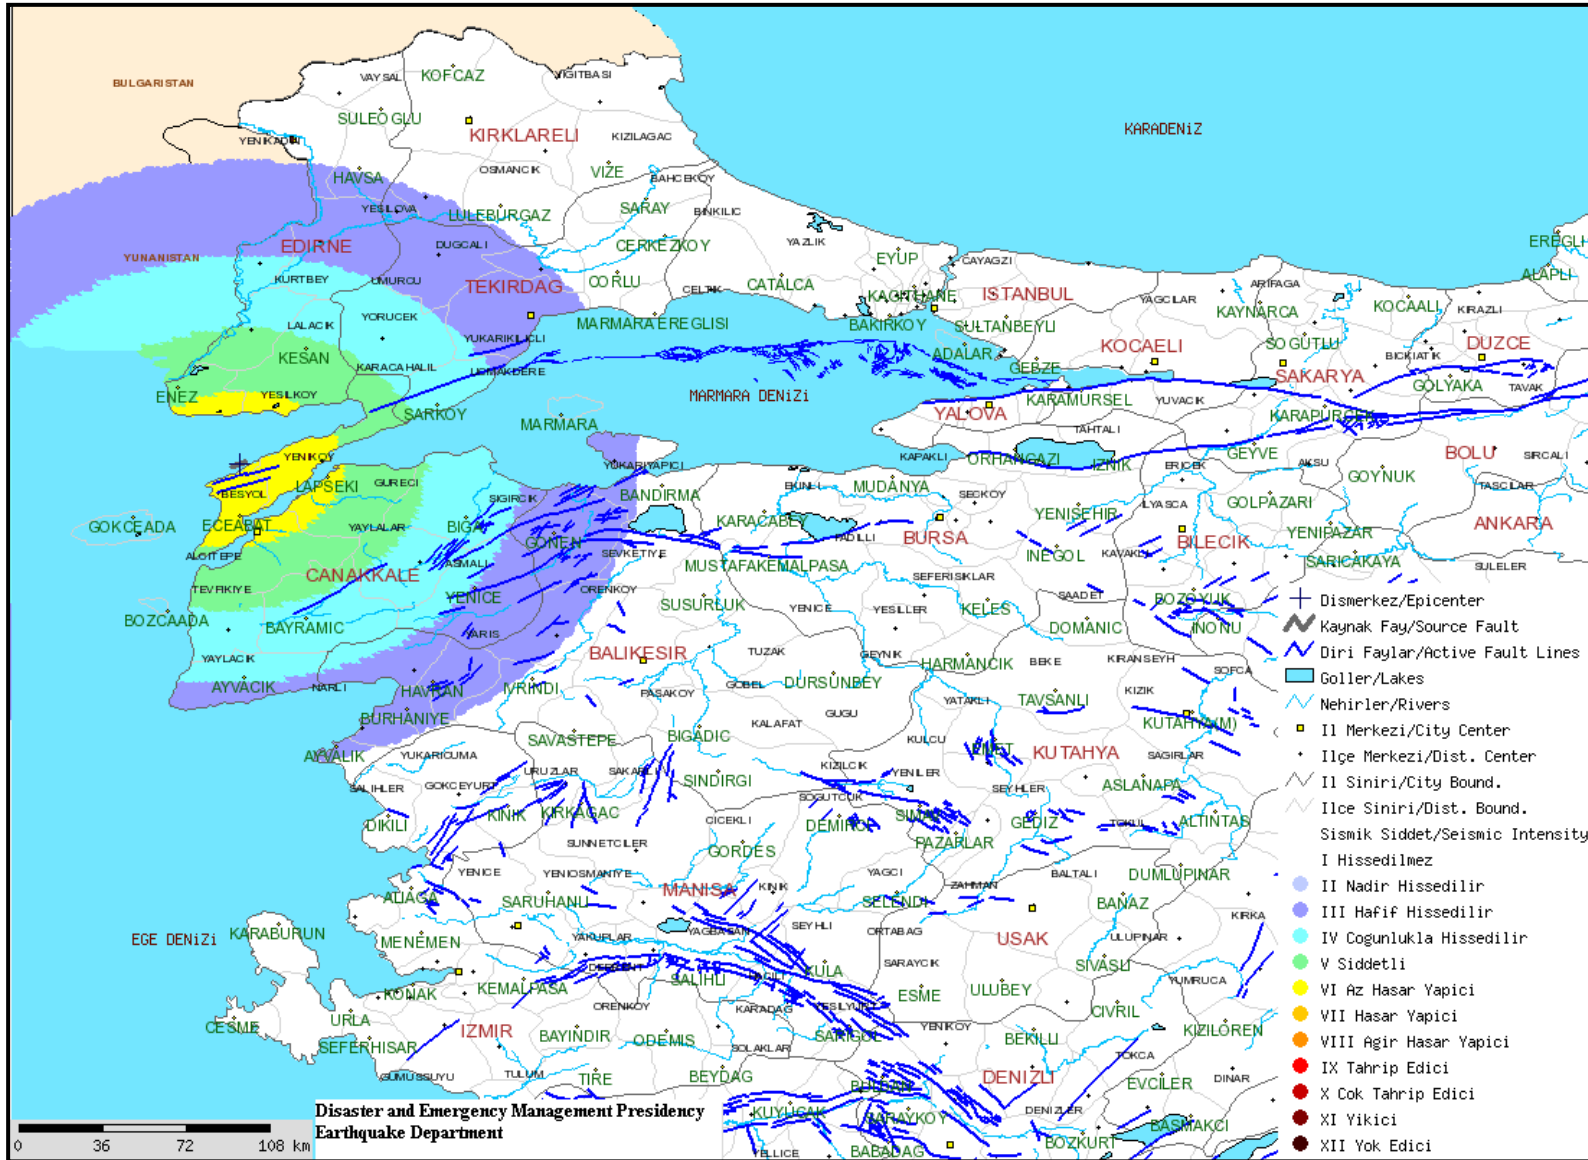 KOFCAZ
VAYSAL
YIGITBASI
BULGARISTAN
SULEOGLU
KIRKLARELI
KIZILAGAC
KARADENiZ
YENIKADIN
OSMANCIK
VIZE
HAVSA
BAHCEKOY
YESILOVA
LULEBURGAZ
SARAY
BINKILIC
EDIRNE
DUGCALI
CERKEZKOY
YAZLIK
EREGLI
YUNANISTAN
EYUP
CAYAGZI
KURTBEY
UMURCU
TEKIRDAG
CORLU
CELTIK
CATALCA
KAGITHANE
ISTANBUL
ALAPLI
ARIFAGA
YAGCILAR
KAYNARCA
KOCAALI
KIRAZLI
LALACIK
YORUCEK
MARMARA EREGLISI
BAKIRKOY
SULTANBEYLI
YUKARIKILICLI
ADALAR
KOCAELI
SOGUTLU
DUZCE
BICKIATIK
KESAN
KARACAHALIL
UCMAKDERE
GEBZE
SAKARYA
GOLYAKA
TAVAK
ENEZ
YESILKOY
SARKOY
MARMARA DENiZi
KARAMURSEL
YUVACIK
MARMARA
YALOVA
KARAPURCEK
TAHTALI
YENIKOY
YUKARIYAPICI
KAPAKLI
ORHANGAZI
IZNIK
GEYVE
BOLU
SIRCALI
ERICEK
AKSU
GOYNUK
LAPSEKI
GURECI
BESYOL
SIGIRCIK
BANDIRMA
EKINLI
MUDANYA
SECKOY
GOLPAZARI
TASCILAR
ILYASCA
GOKCEADA
ECEABAT
YAYLALAR
BIGA
KARACABEY
YENISEHIR
YENIPAZAR
ANKARA
FADILLI
BURSA
BILECIK
ALCITEPE
GONEN
SEVKETIYE
INEGOL
KAVAKLI
SARICAKAYA
CANAKKALE
ASMALI
MUSTAFAKEMALPASA
SULELER
TEVFIKIYE
ORENKOY
SEFERISIKLAR
YENICE
SUSURLUK
YENICE
YESILLER
KELES
SAADET
BOZOYUK
BOZCAADA
BAYRAMIC
DOMANIC
INONU
YARIS
BALIKESIR
TUZAK
GEYNIK
HARMANCIK
BEKE
KIRANSEYH
SOFCA
YAYLACIK
AYVACIK
NARLI
HAVRAN
IVRINDI
PASAKOY
GOBEL
DURSUNBEY
YATAKLI
TAVSANLI
KIZIK
BURHANIYE
KALAFAT
GUGU
KUTAHYA(M)
AYVALIK
YUKARICUMA
SAVASTEPE
BIGADIC
KULCU
EMET
KUTAHYA
SAGIRLAR
URUZLAR
SAKARLI
SINDIRGI
KIZILCIK
YENILER
SALIHLER
GOKCEYURT
SOGUTCUK
SEYHLER
ASLANAPA
DIKILI
KINIK
KIRKAGAC
CICEKLI
DEMIRCI
SIMAV
GEDIZ
TOKUL
ALTINTAS
SUNNETCILER
GORDES
PAZARLAR
YENICE
YENIOSMANIYE
YAGCI
BALTALI
DUMLUPINAR
ALIAGA
SARUHANLI
MANISA
KINIK
SELENDI
ZAHMAN
BANAZ
EGE DENiZi
KARABURUN
MENEMEN
YAKUPLAR
YAGBASAN
SEYHLI
ORTABAG
USAK
ULUPINAR
KIRKA
KULA
SARAYCIK
SIVASLI
YUMRUCA
KONAK
KEMALPASA
SALIHLI
ESME
ULUBEY
CESME
URLA
ORENKOY
KARADAG
YESILYURT
CIVRIL
SEFERHISAR
IZMIR
BAYINDIR
ODEMIS
SOLAKLAR
SARIGOL
YENIKOY
BEKILLI
KIZILOREN
TOKCA
GUMUSSUYU
TULUM
TIRE
BEYDAG
BULDAN
DENIZLI
EVCILER
DINAR
KUYUCAK
SARAYKOY
DENIZLER
BASMAKCI
YELLICE
BABADAG
BOZKURT
Dismerkez/Epicenter
Kaynak Fay/Source Fault
Diri Faylar/Active Fault Lines
Goller/Lakes
Nehirler/Rivers
Il Merkezi/City Center
Ilçe Merkezi/Dist. Center
Il Siniri/City Bound.
Ilce Siniri/Dist. Bound.
Sismik Siddet/Seismic Intensity
I Hissedilmez
II Nadir Hissedilir
III Hafif Hissedilir
IV Cogunlukla Hissedilir
V Siddetli
VI Az Hasar Yapici
VII Hasar Yapici
VIII Agir Hasar Yapici
IX Tahrip Edici
X Cok Tahrip Edici
XI Yikici
XII Yok Edici
Disaster and Emergency Management Presidency
Earthquake Department
0 36 72 108 km